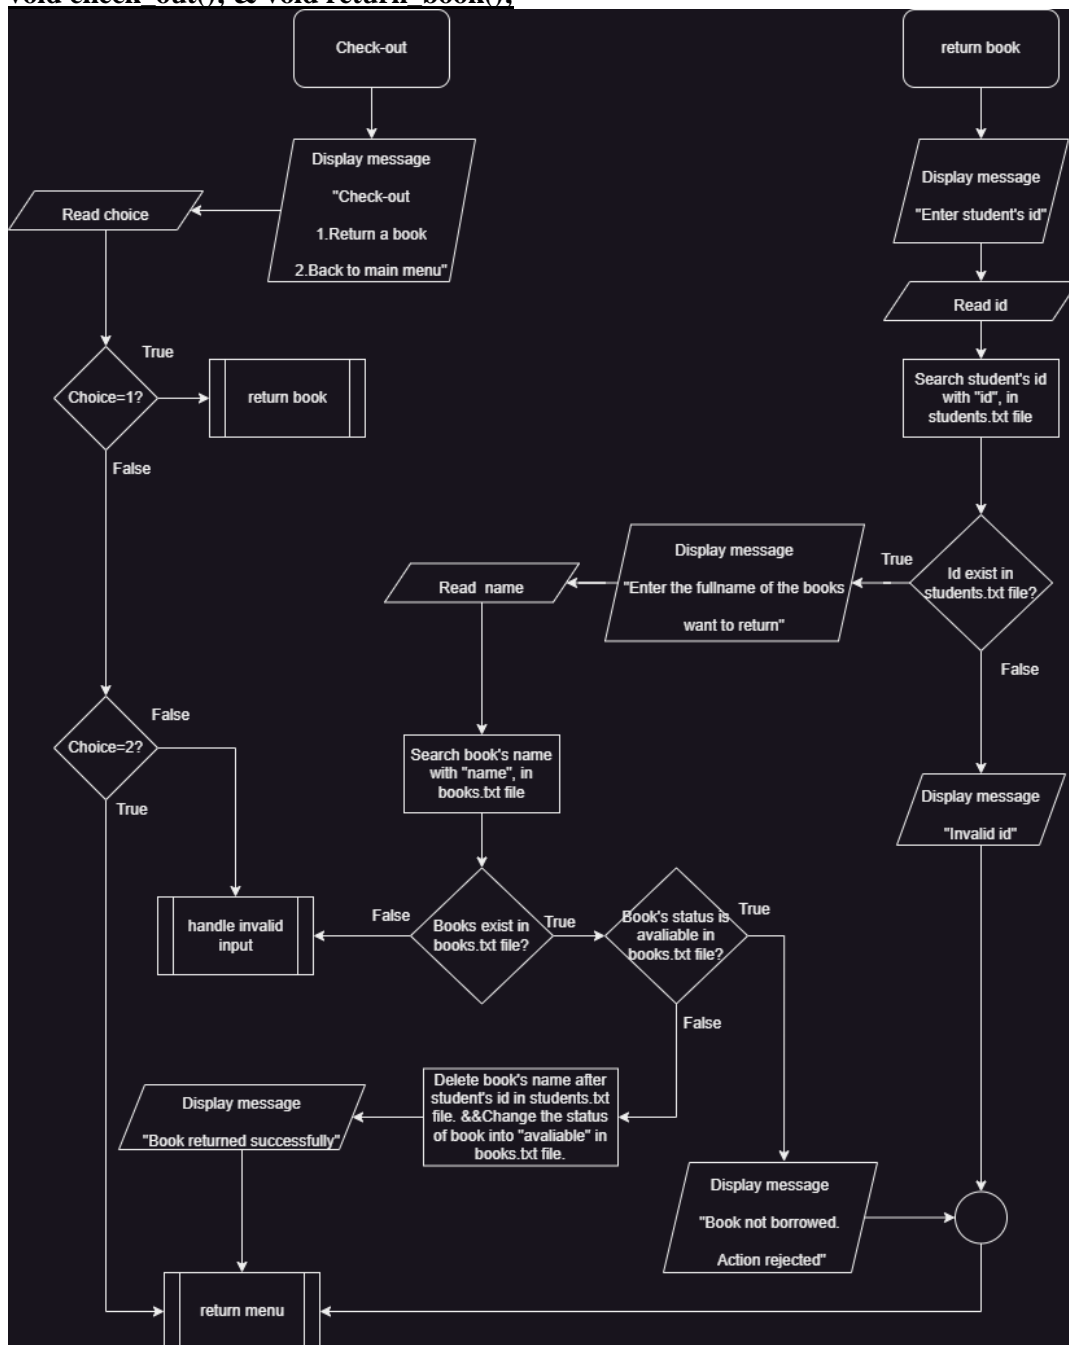 void check_out(); & void return_book();
Check-out
Display message
"Check-out
1.Return a book
2.Back to main menu"
Read choice
Choice=1?
True
return book
False
Choice=2?
False
True
handle invalid
input
return book
Display message
"Enter student's id"
Read id
Search student's id
with "id", in
students.txt file
Id exist in
students.txt file?
True
False
Display message
"Enter the fullname of the books
want to return"
Read name
Search book's name
with "name", in
books.txt file
Books exist in
books.txt file?
False
True
Book's status is
avaliable in
books.txt file?
True
False
Display message
"Invalid id"
Delete book's name after
student's id in students.txt
file. &&Change the status
of book into "avaliable" in
books.txt file.
Display message
"Book returned successfully"
Display message
"Book not borrowed.
Action rejected"
return menu